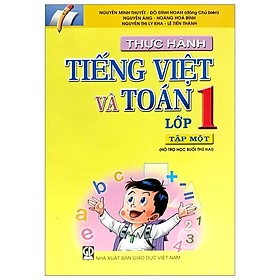 NGUYỄN MINH THUYẾT - ĐỖ ĐÌNH HOAN (đồng Chủ biên)
NGUYỄN ÁNG - HOÀNG HOÀ BÌNH
NGUYỄN THỊ LY KHA - LÊ TIẾN THÀNH
THỰC HÀNH
TIẾNG VIỆT
VÀ TOÁN
LỚP 1
TẬP MỘT
(HỖ TRỢ HỌC BUỔI THỨ HAI)
a
b
c
d
e
1
2
+
=
NHÀ XUẤT BẢN GIÁO DỤC VIỆT NAM